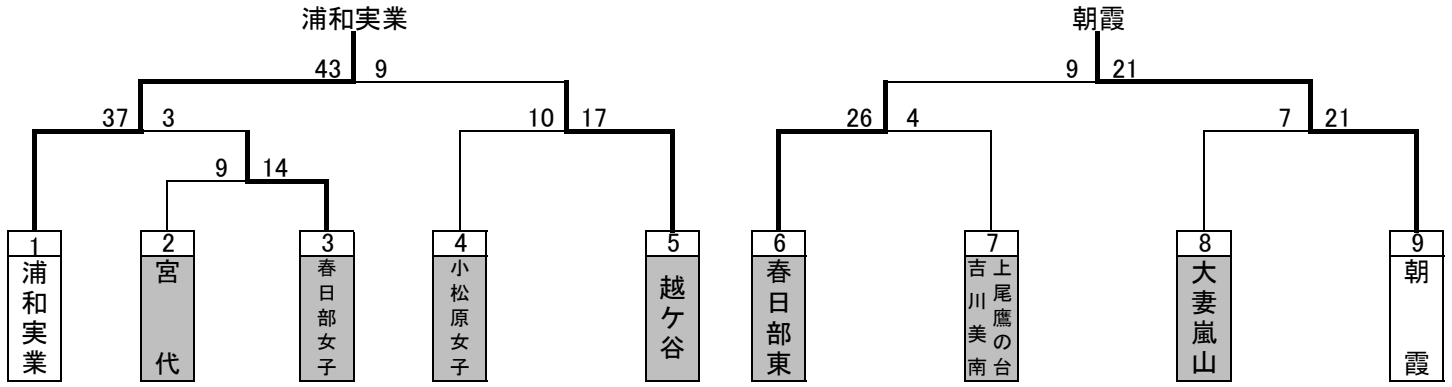 浦和実業
朝霞
43 9
9 21
37 3
10 17
26 4
7 21
9 14
1
2
3
4
5
6
7
8
9
浦和実業
宮代
春日部女子
小松原女子
越ケ谷
春日部東
上尾鷹の台
吉川美南
大妻嵐山
朝霞